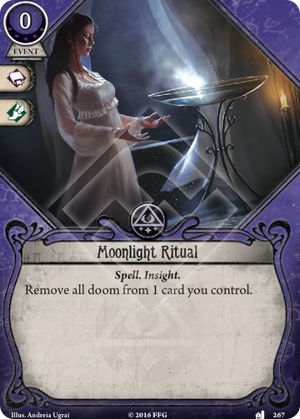 0
EVENT
Moonlight Ritual
Spell. Insight.
Remove all doom from 1 card you control.
Illus. Andreia Ugrai
© 2016 FFG
267